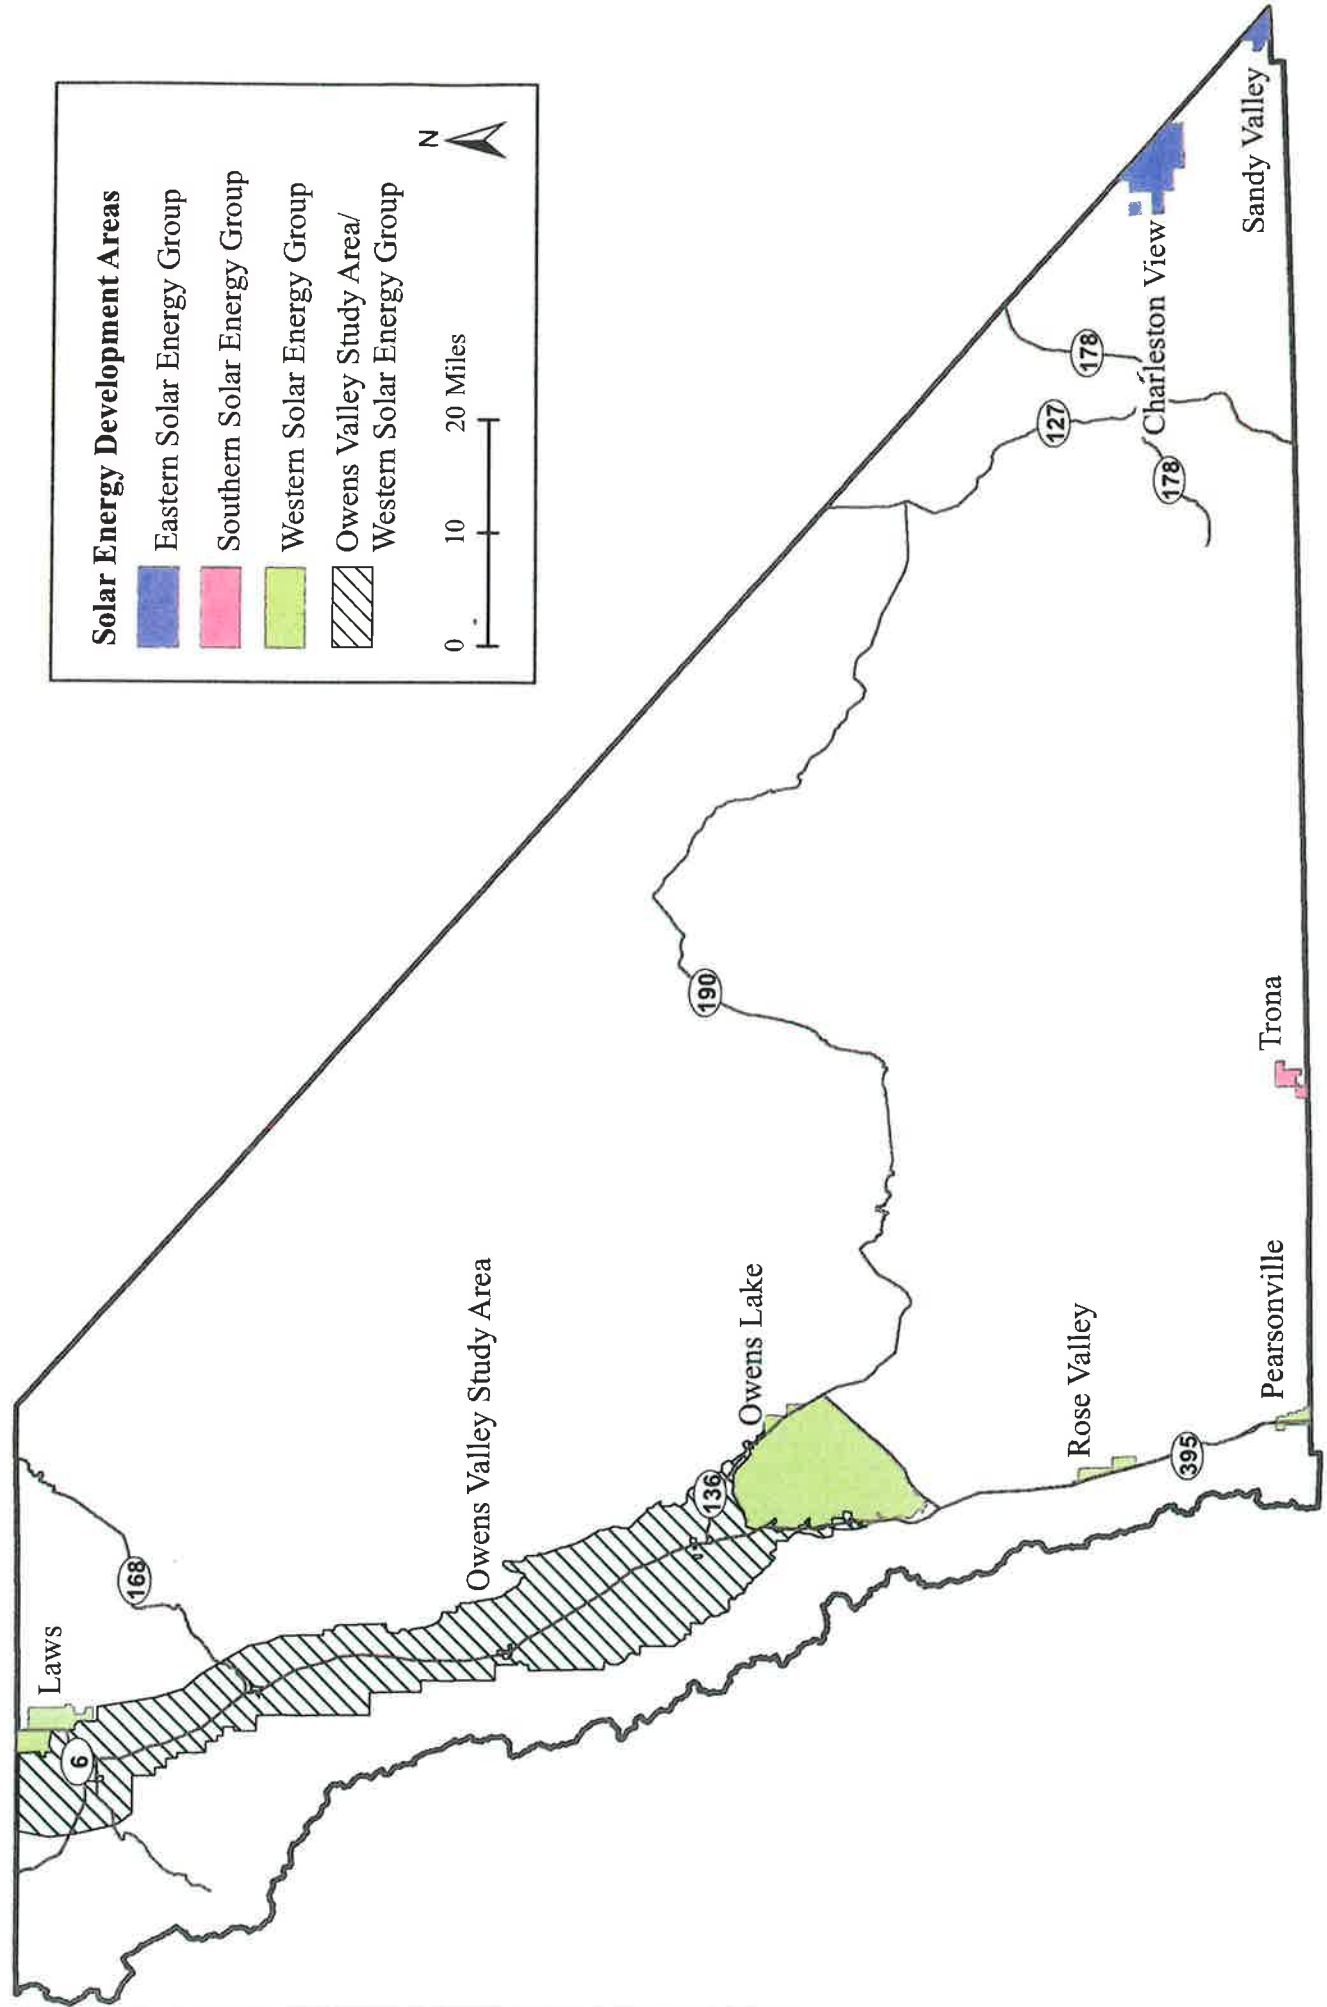 Solar Energy Development Areas
Eastern Solar Energy Group
Southern Solar Energy Group
Western Solar Energy Group
Owens Valley Study Area/
Western Solar Energy Group
0 10 20 Miles
N
Laws
6
168
Owens Valley Study Area
136
Owens Lake
190
Rose Valley
395
Pearsonville
Trona
127
178
178
Charleston View
Sandy Valley